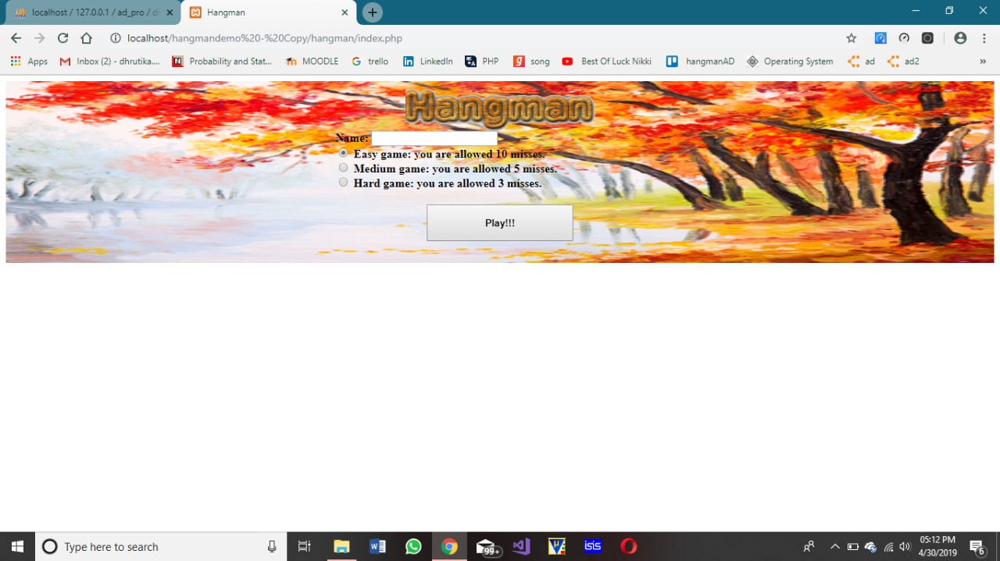 localhost / 127.0.0.1 / ad_pro / d
Hangman
localhost/hangmandemo%20-%20Copy/hangman/index.php
Apps
Inbox (2) - dhrutika....
Probability and Stat...
MOODLE
trello
LinkedIn
PHP
song
Best Of Luck Nikki
hangmanAD
Operating System
ad
ad2
»
Hangman
Name:
Easy game: you are allowed 10 misses.
Medium game: you are allowed 5 misses.
Hard game: you are allowed 3 misses.
Play!!!
Type here to search
99+
isis
05:12 PM
4/30/2019
6